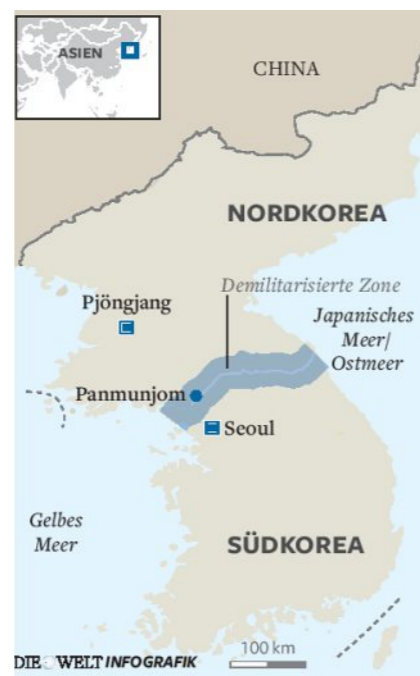 ASIEN
CHINA
NORDKOREA
Demilitarisierte Zone
Pjöngjang
Japanisches
Meer/
Ostmeer
Panmunjom
Seoul
Gelbes
Meer
SÜDKOREA
100 km
DIE WELT INFOGRAFIK